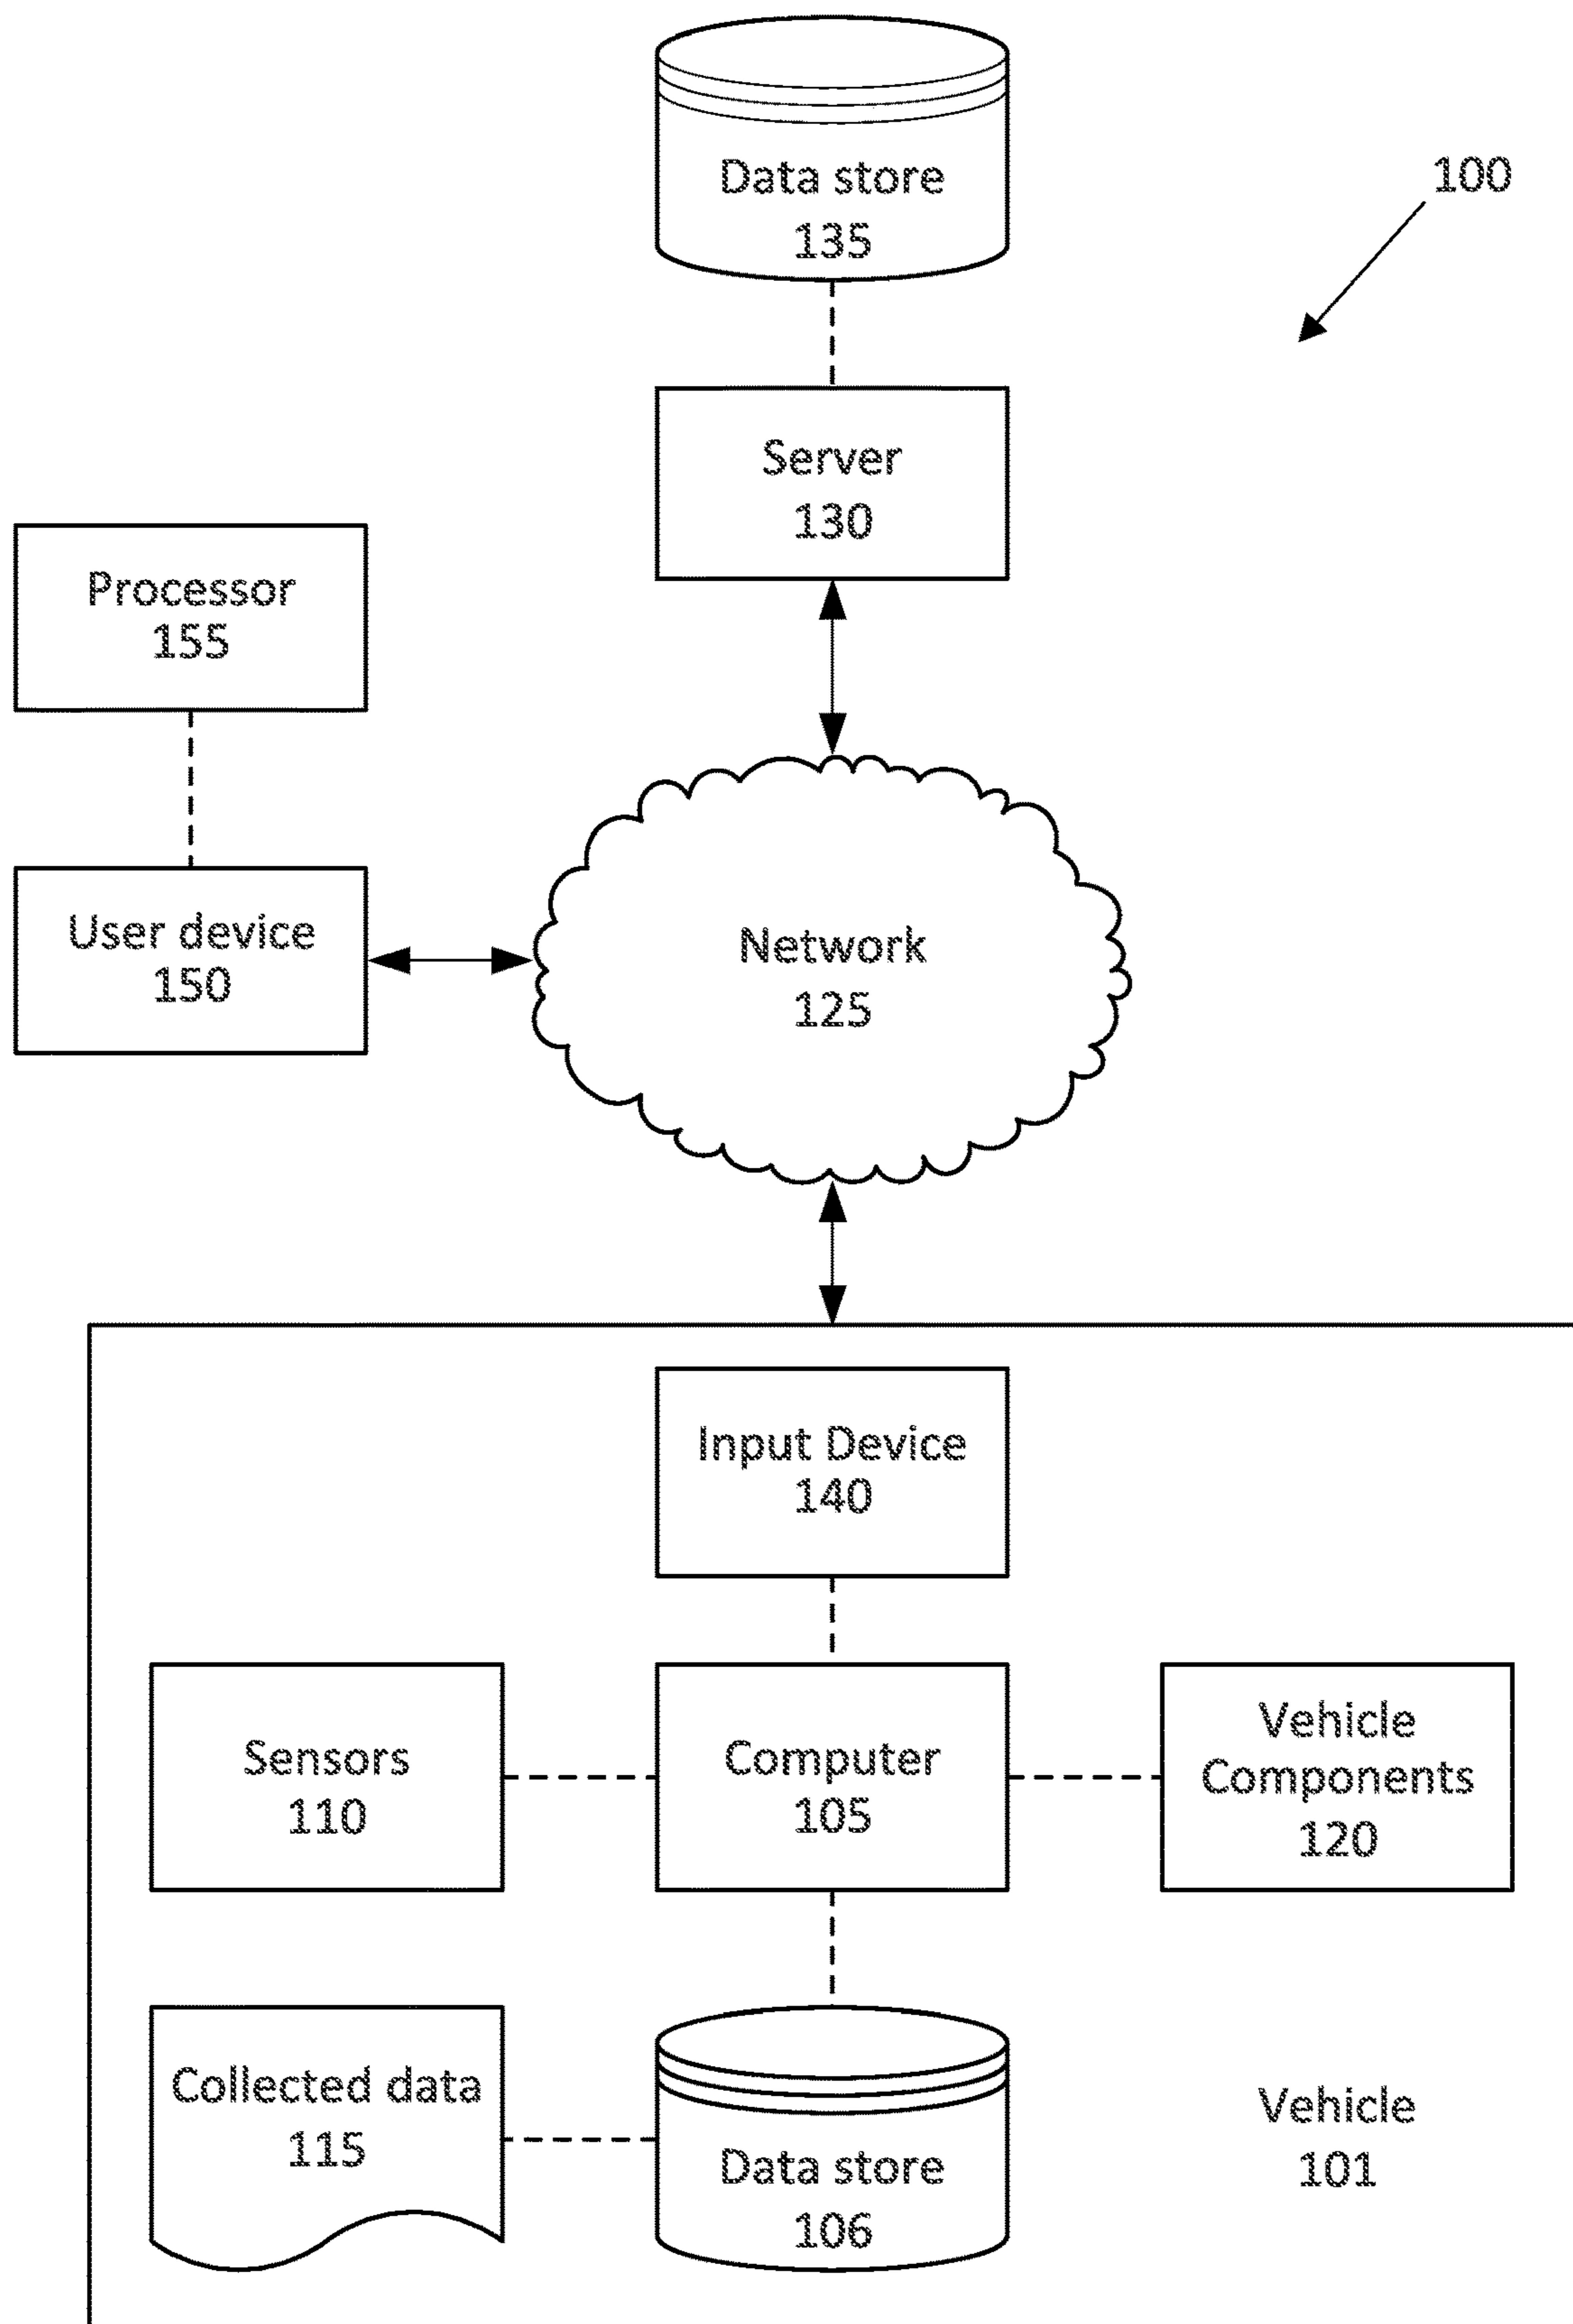 Data store
135
100
Server
130
Processor
155
User device
150
Network
125
Input Device
140
Sensors
110
Computer
105
Vehicle
Components
120
Collected data
115
Data store
106
Vehicle
101